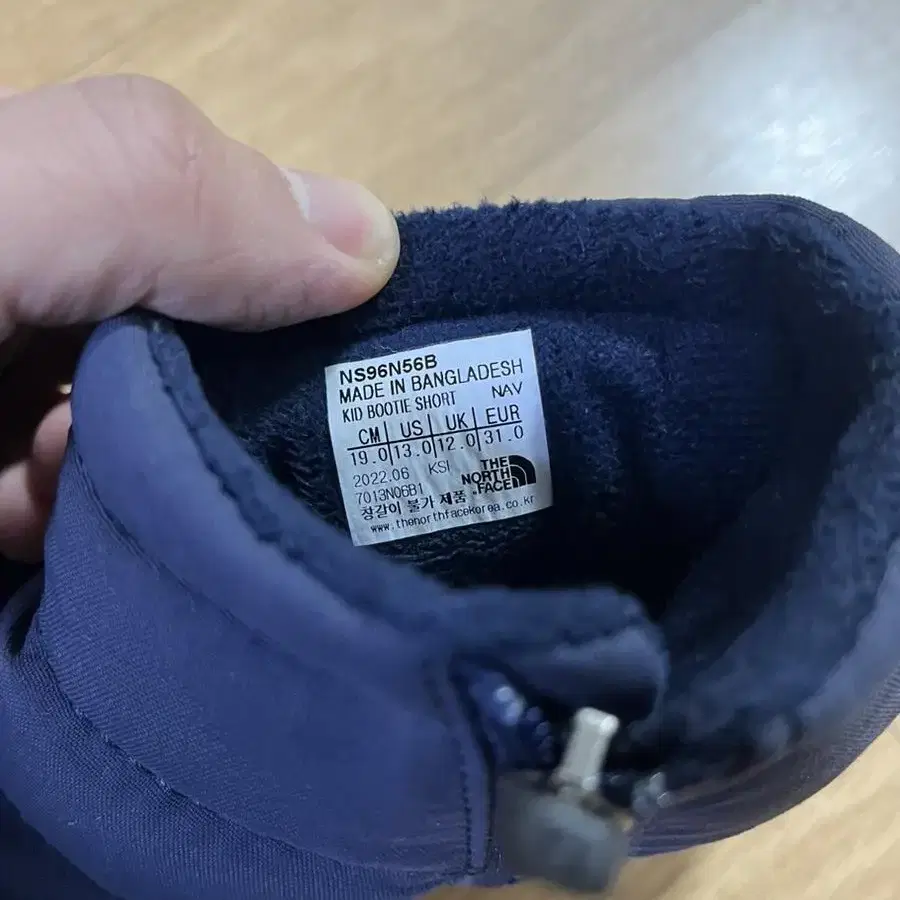 NS96N56B
MADE IN BANGLADESH
KID BOOTIE SHORT NAV
CM US UK EUR
19.0 13.0 12.0 31.0
2022.06 KSI
7013N06B1
THE
NORTH
FACE
창갈이 불가 제품
www.thenorthfacekorea.co.kr